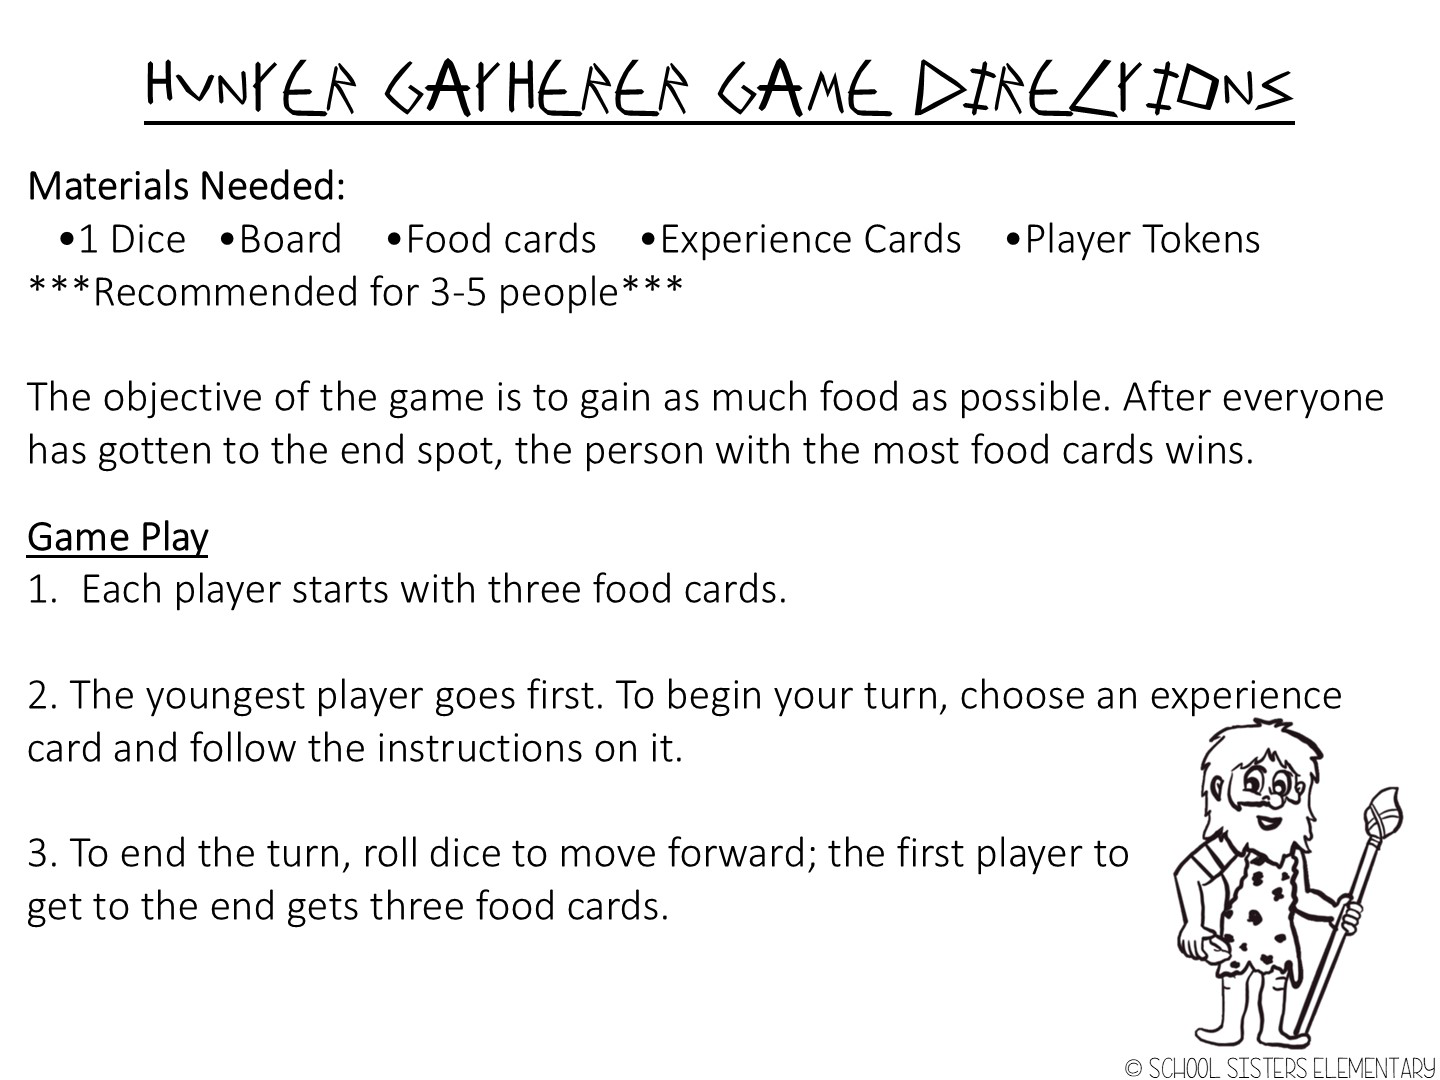 HUNTER GATHERER GAME DIRECTIONS
Materials Needed:
•1 Dice •Board •Food cards •Experience Cards •Player Tokens
***Recommended for 3-5 people***
The objective of the game is to gain as much food as possible. After everyone
has gotten to the end spot, the person with the most food cards wins.
Game Play
1. Each player starts with three food cards.
2. The youngest player goes first. To begin your turn, choose an experience
card and follow the instructions on it.
3. To end the turn, roll dice to move forward; the first player to
get to the end gets three food cards.
© SCHOOL SISTERS ELEMENTARY